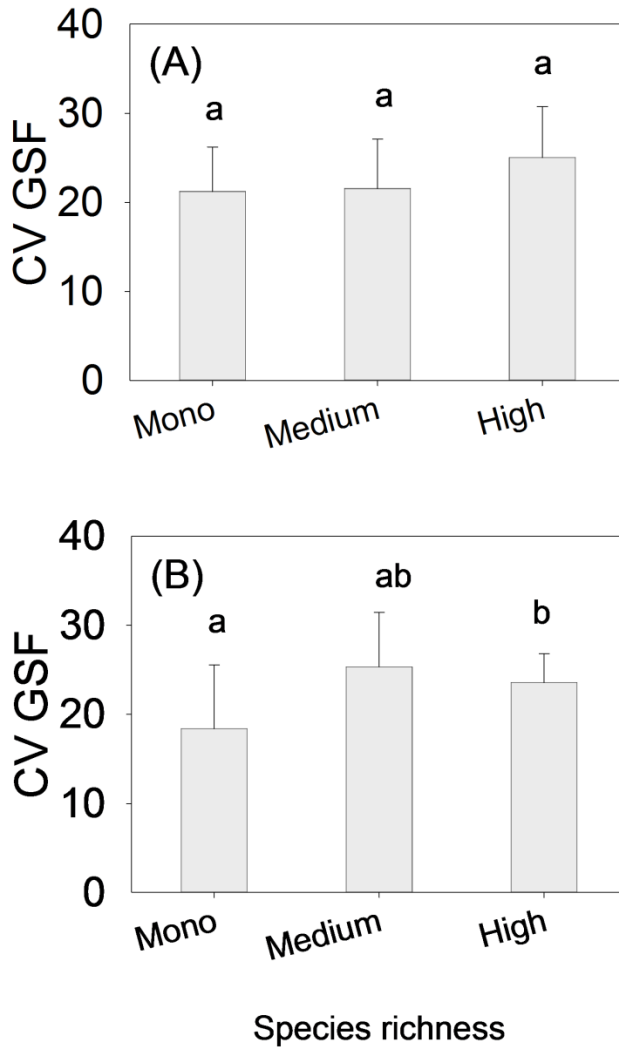 40
(A)
a
a
a
30
CV GSF
20
10
0
Mono
Medium
High
40
(B)
a
ab
b
30
CV GSF
20
10
0
Mono
Medium
High
Species richness